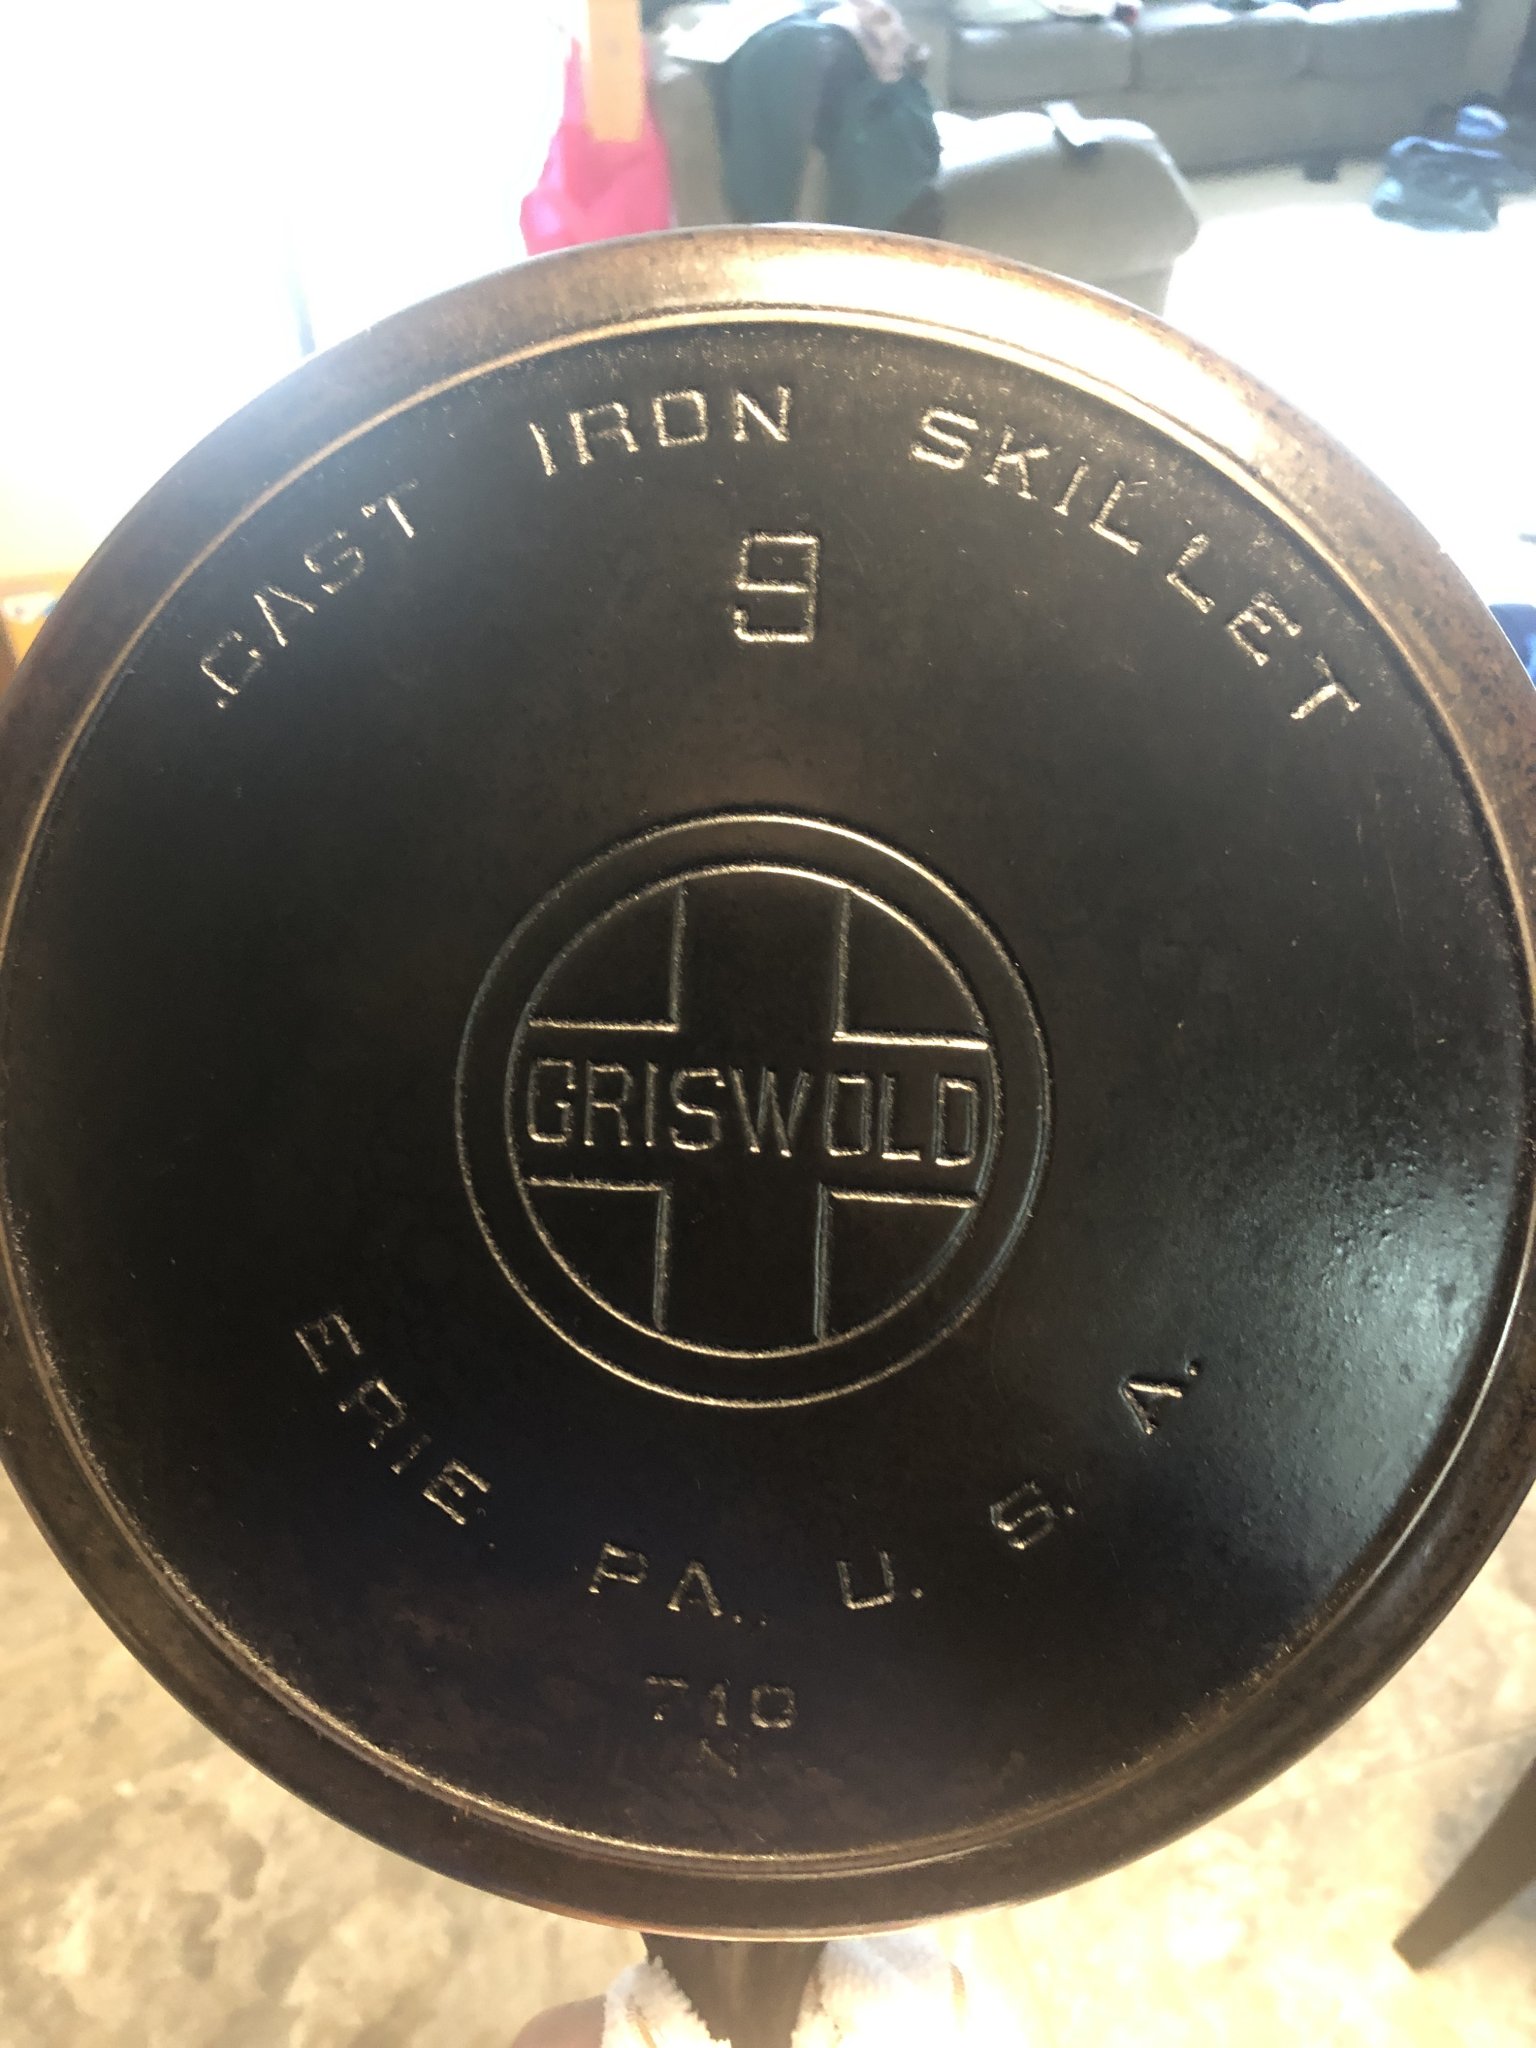 CAST IRON SKILLET
9
GRISWOLD
ERIE PA. U. S. A.
710
N